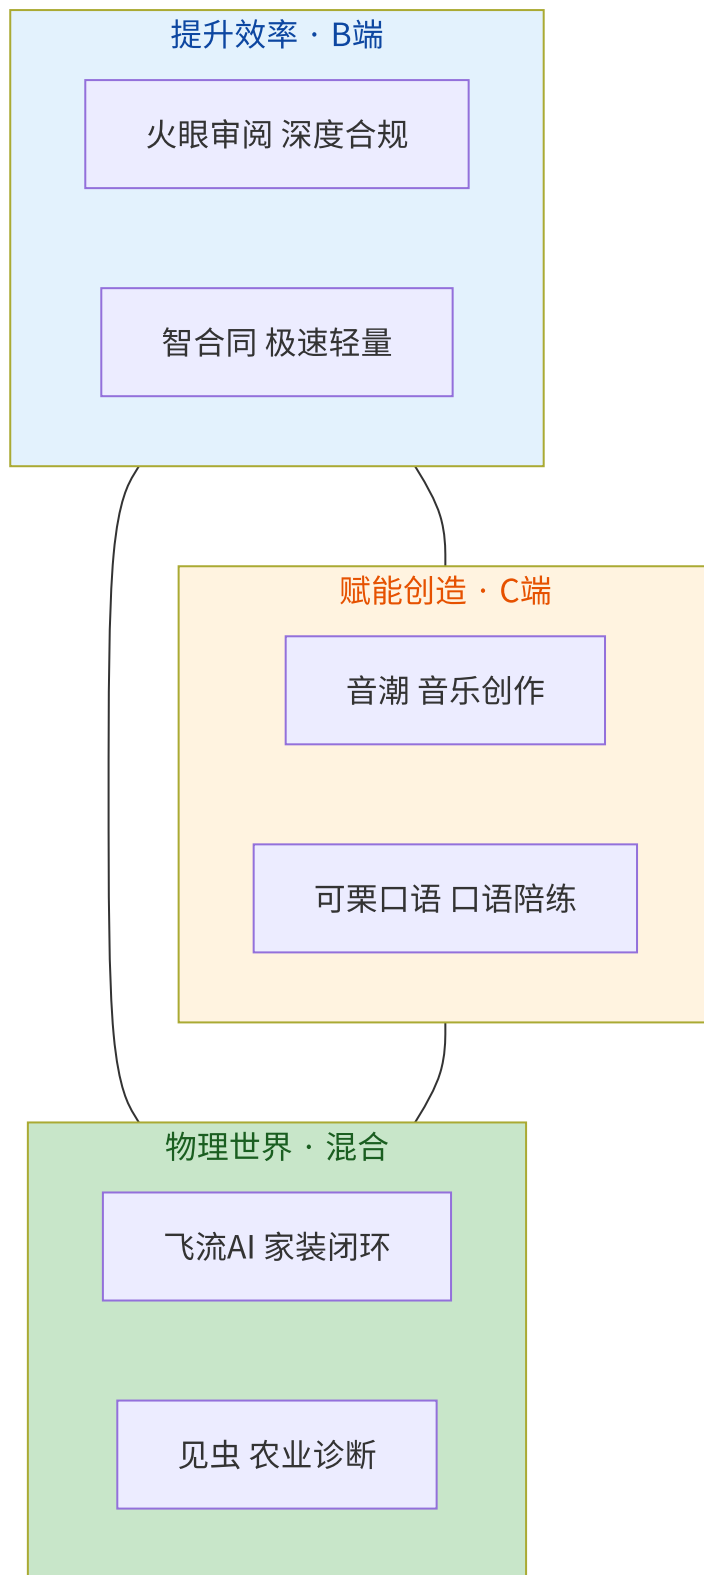 提升效率 · B端
火眼审阅 深度合规
智合同 极速轻量
赋能创造 · C端
音潮 音乐创作
可栗口语 口语陪练
物理世界 · 混合
飞流AI 家装闭环
见虫 农业诊断